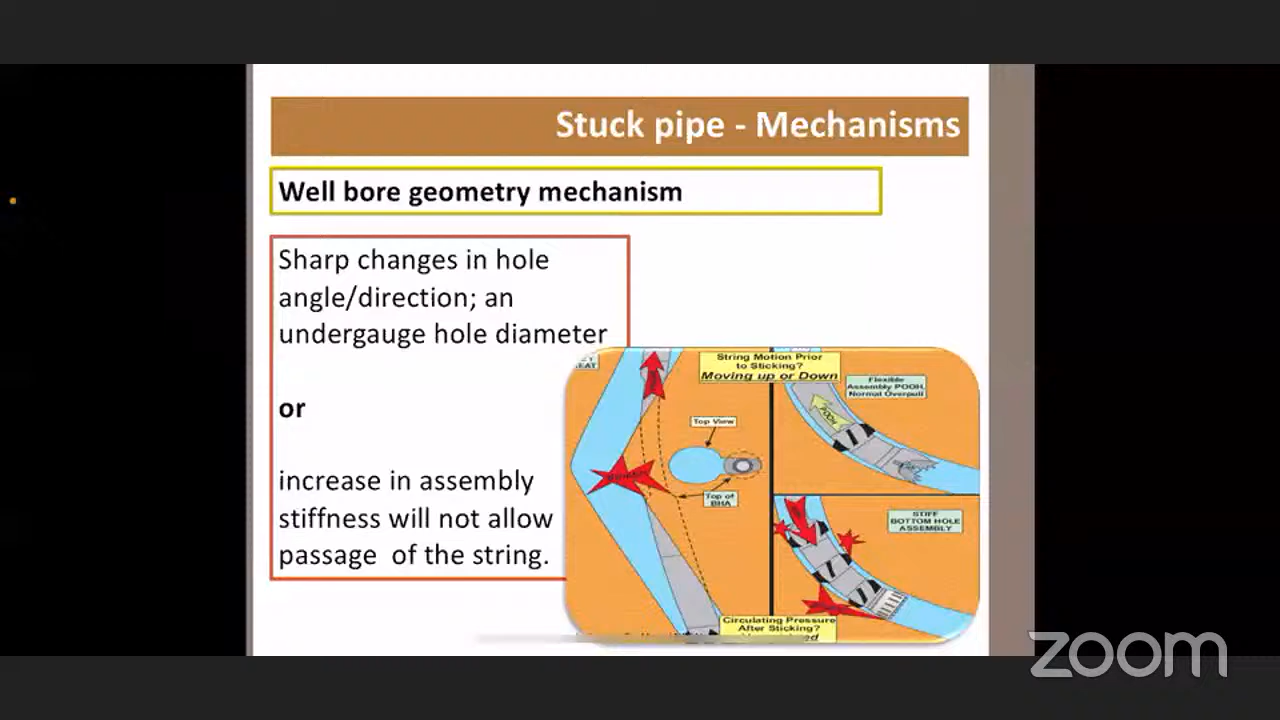 Stuck pipe - Mechanisms
Well bore geometry mechanism
Sharp changes in hole
angle/direction; an
undergauge hole diameter
or
increase in assembly
stiffness will not allow
passage of the string.
String Motion Prior
to Sticking?
Moving up or Down
Flexible
Assembly POOH,
Normal Overpull
POOH
Top View
Top of
BHA
STIFF
BOTTOM HOLE
ASSEMBLY
Circulating Pressure
After Sticking?
zoom